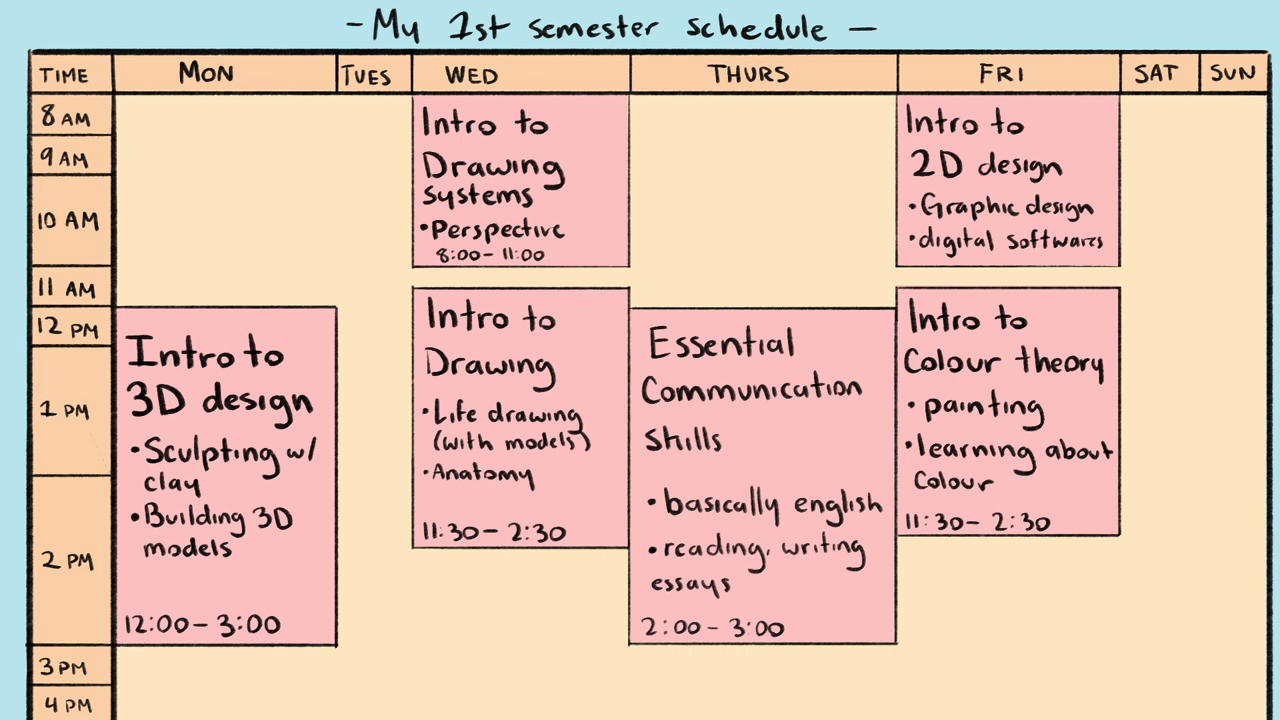 - My 1st semester schedule -
TIME MON TUES WED THURS FRI SAT SUN
8 AM
9 AM
10 AM
11 AM
12 PM
1 PM
2 PM
3 PM
4 PM
Intro to
3D design
• Sculpting w/
clay
• Building 3D
models
12:00 - 3:00
Intro to
Drawing
systems
• Perspective
8:00 - 11:00
Intro to
Drawing
• Life drawing
(with models)
• Anatomy
11:30 - 2:30
Essential
Communication
skills
• basically english
• reading, writing
essays
2:00 - 3:00
Intro to
2D design
• Graphic design
• digital softwares
Intro to
Colour theory
• painting
• learning about
Colour
11:30 - 2:30